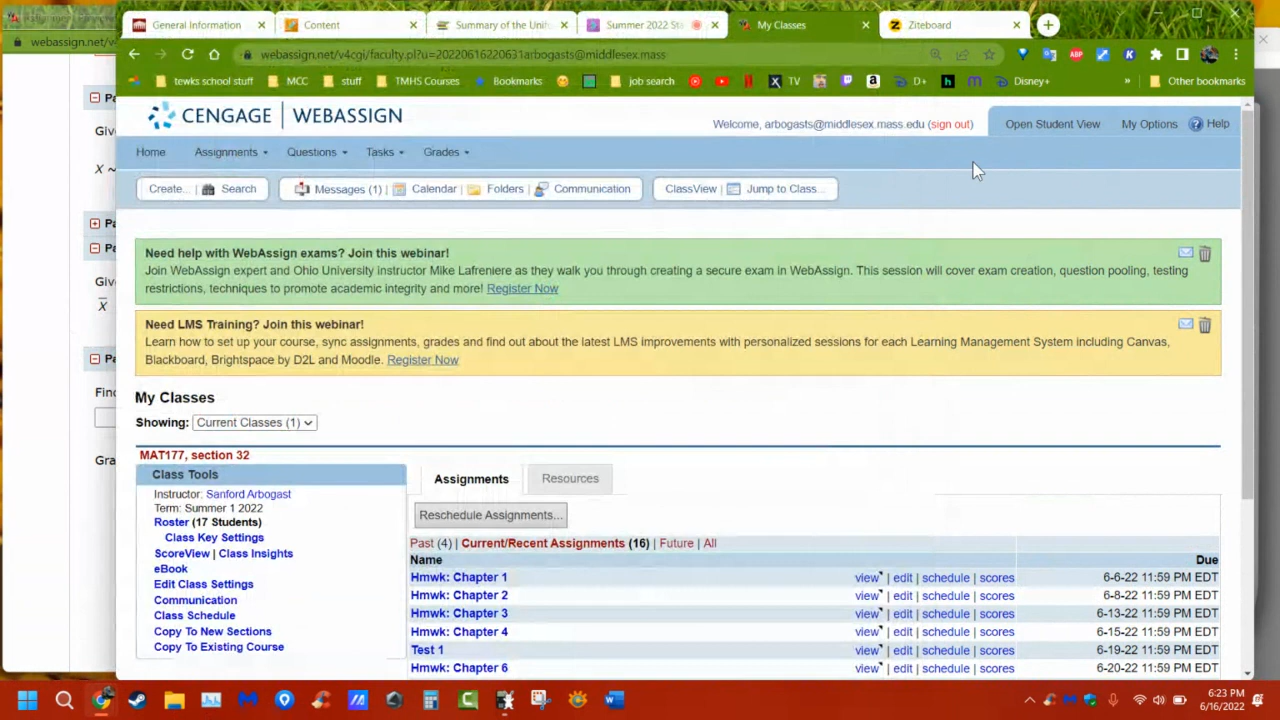 General Information
Content
Summary of the Unif
Summer 2022 St
My Classes
Ziteboard
webassign.net/v4
webassign.net/v4cgi/faculty.pl?u=20220616220631arbogasts@middlesex.mass
tewks school stuff
MCC
stuff
TMHS Courses
Bookmarks
job search
TV
D+
Disney+
»
Other bookmarks
CENGAGE | WEBASSIGN
Welcome, arbogasts@middlesex.mass.edu (sign out)
Open Student View
My Options
Help
Home
Assignments
Questions
Tasks
Grades
Create...
Search
Messages (1)
Calendar
Folders
Communication
ClassView
Jump to Class...
Need help with WebAssign exams? Join this webinar!
Join WebAssign expert and Ohio University instructor Mike Lafreniere as they walk you through creating a secure exam in WebAssign. This session will cover exam creation, question pooling, testing
restrictions, techniques to promote academic integrity and more! Register Now
Need LMS Training? Join this webinar!
Learn how to set up your course, sync assignments, grades and find out about the latest LMS improvements with personalized sessions for each Learning Management System including Canvas,
Blackboard, Brightspace by D2L and Moodle. Register Now
My Classes
Showing: Current Classes (1)
MAT177, section 32
Class Tools
Instructor: Sanford Arbogast
Term: Summer 1 2022
Roster (17 Students)
Class Key Settings
ScoreView | Class Insights
eBook
Edit Class Settings
Communication
Class Schedule
Copy To New Sections
Copy To Existing Course
Assignments
Resources
Reschedule Assignments...
Past (4) | Current/Recent Assignments (16) | Future | All
Name Due
Hmwk: Chapter 1 view | edit | schedule | scores 6-6-22 11:59 PM EDT
Hmwk: Chapter 2 view | edit | schedule | scores 6-8-22 11:59 PM EDT
Hmwk: Chapter 3 view | edit | schedule | scores 6-13-22 11:59 PM EDT
Hmwk: Chapter 4 view | edit | schedule | scores 6-15-22 11:59 PM EDT
Test 1 view | edit | schedule | scores 6-19-22 11:59 PM EDT
Hmwk: Chapter 6 view | edit | schedule | scores 6-20-22 11:59 PM EDT
Pa
Give
X ~
Pa
Pa
Give
X
Pa
Find
Gra
6:23 PM
6/16/2022